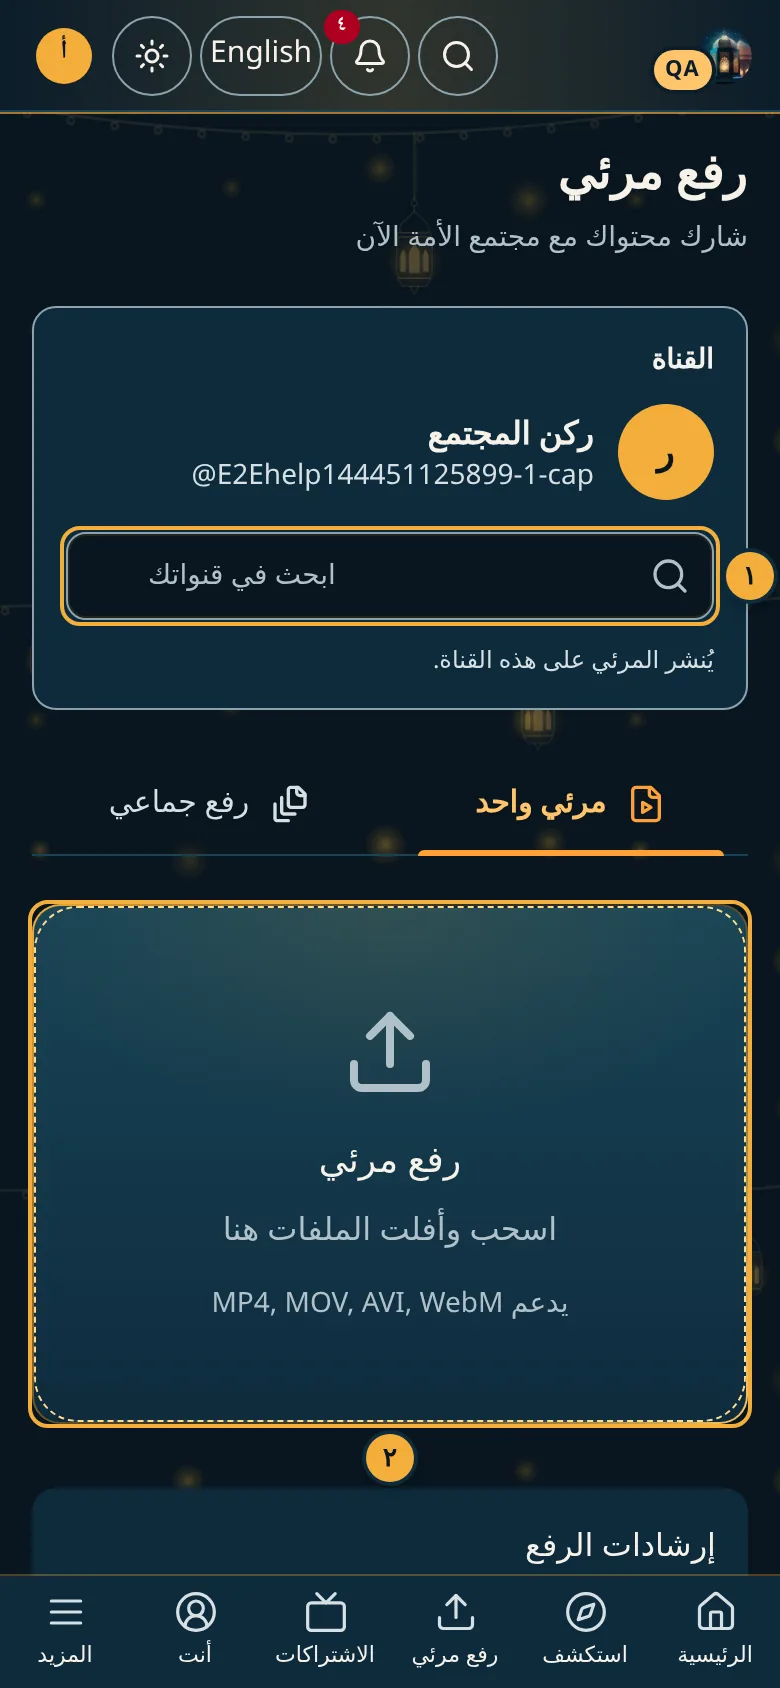 QA
٤
English
أ
رفع مرئي
شارك محتواك مع مجتمع الأمة الآن
القناة
ر
ركن المجتمع
@E2Ehelp144451125899-1-cap
ابحث في قنواتك
١
يُنشر المرئي على هذه القناة.
مرئي واحد
رفع جماعي
رفع مرئي
اسحب وأفلت الملفات هنا
يدعم MP4, MOV, AVI, WebM
٢
إرشادات الرفع
الرئيسية
استكشف
رفع مرئي
الاشتراكات
أنت
المزيد